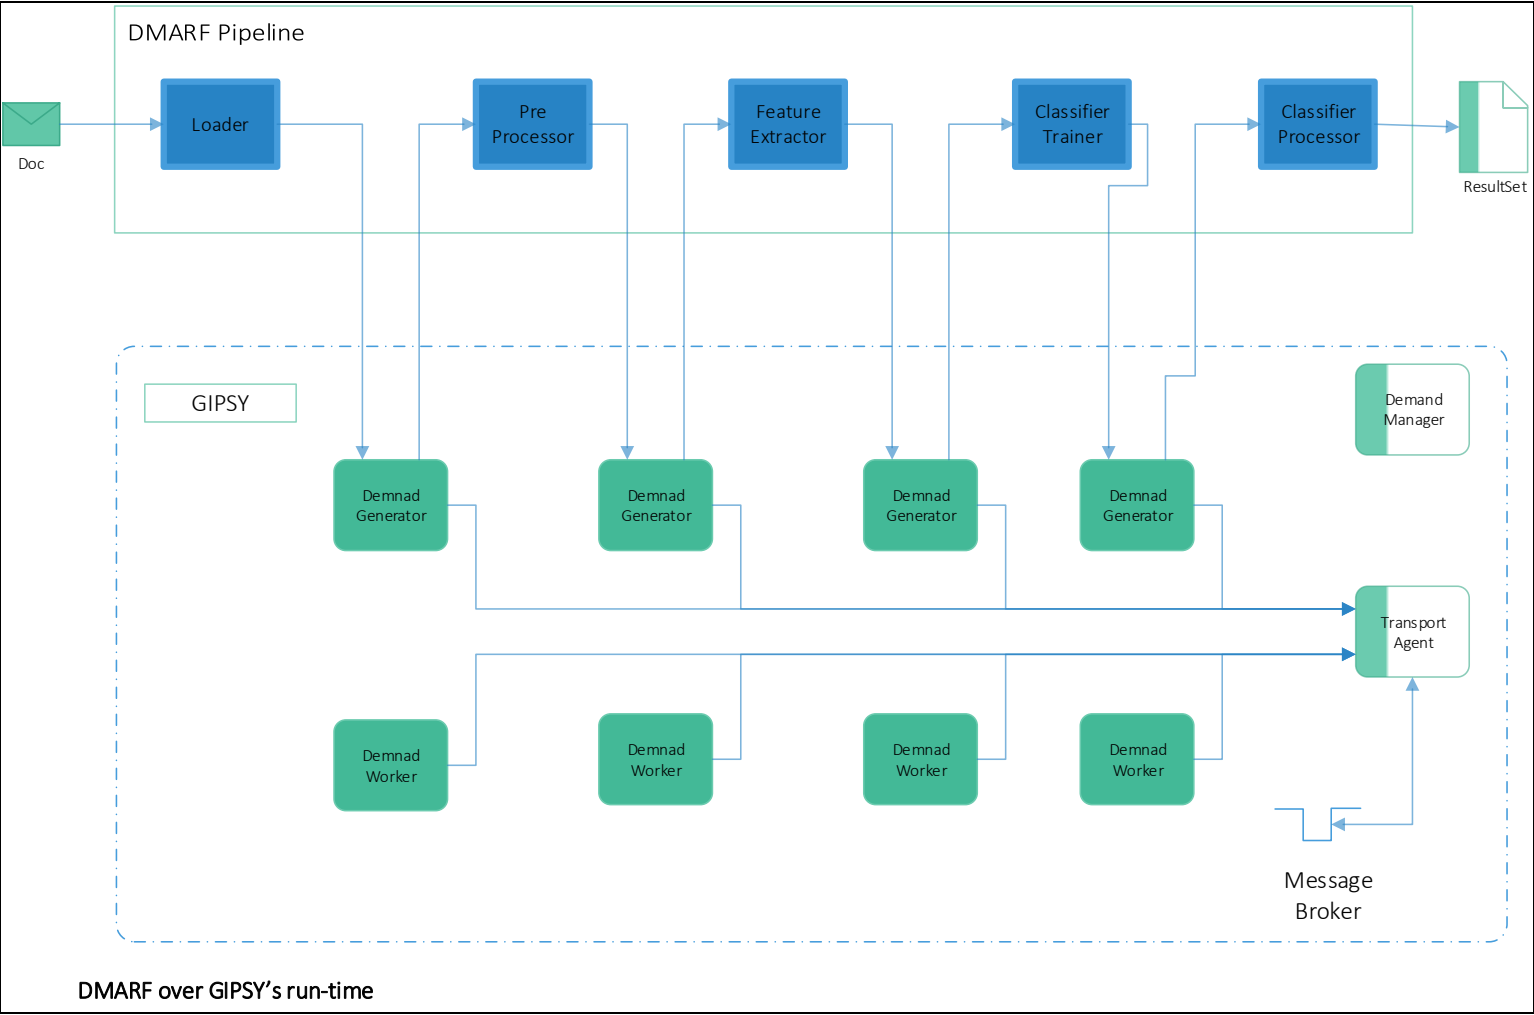 DMARF Pipeline
Doc
Loader
Pre
Processor
Feature
Extractor
Classifier
Trainer
Classifier
Processor
ResultSet
GIPSY
Demand
Manager
Demnad
Generator
Demnad
Generator
Demnad
Generator
Demnad
Generator
Transport
Agent
Demnad
Worker
Demnad
Worker
Demnad
Worker
Demnad
Worker
Message
Broker
DMARF over GIPSY’s run-time